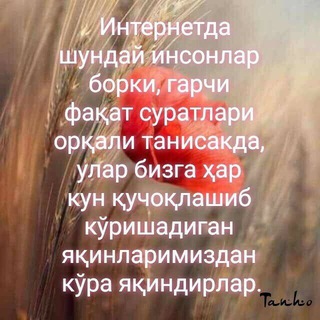 Интернетда
шундай инсонлар
борки, гарчи
фақат суратлари
орқали танисакда,
улар бизга ҳар
кун қучоқлашиб
кўришадиган
яқинларимиздан
кўра яқиндирлар.
Tanho